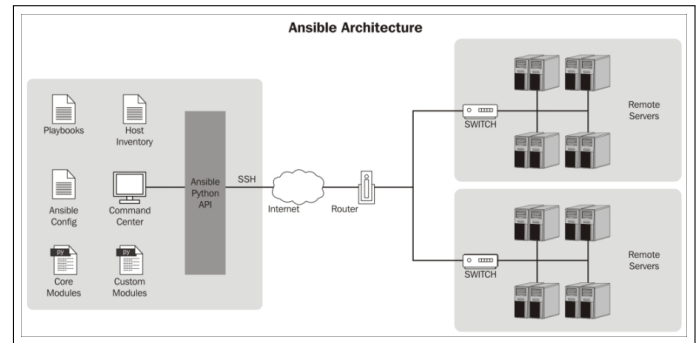 Ansible Architecture
Playbooks
Host
Inventory
Ansible
Config
Command
Center
py
Core
Modules
py
Custom
Modules
Ansible
Python
API
SSH
Internet
Router
SWITCH
Remote
Servers
SWITCH
Remote
Servers